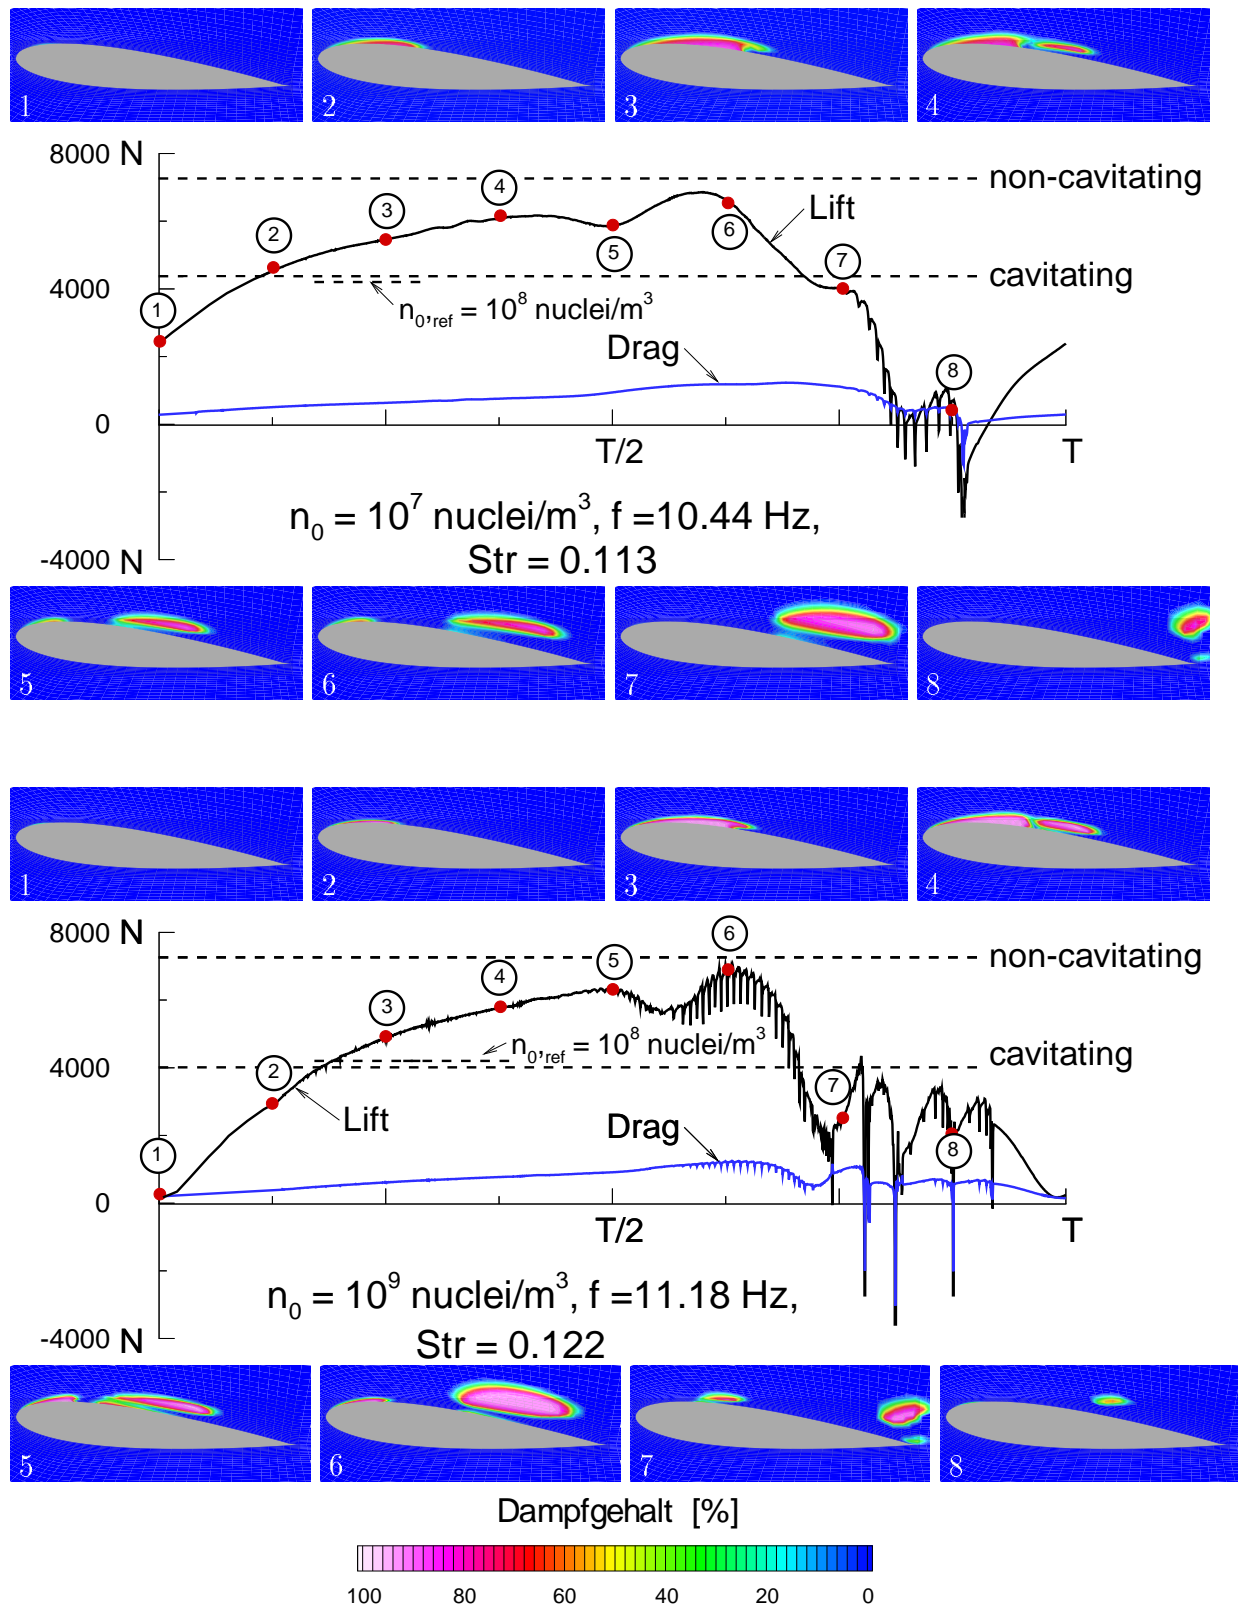 1 2 3 4
8000 N
non-cavitating
4
3
Lift
2
6
5
7
cavitating
4000
n0,ref = 10^8 nuclei/m^3
1
Drag
8
0
T/2 T
n0 = 10^7 nuclei/m^3, f =10.44 Hz,
Str = 0.113
-4000 N
5 6 7 8
1 2 3 4
8000 N
6
non-cavitating
5
4
3
n0,ref = 10^8 nuclei/m^3
cavitating
4000
2
7
Lift
Drag
1
8
0
T/2 T
n0 = 10^9 nuclei/m^3, f =11.18 Hz,
Str = 0.122
-4000 N
5 6 7 8
Dampfgehalt [%]
100 80 60 40 20 0